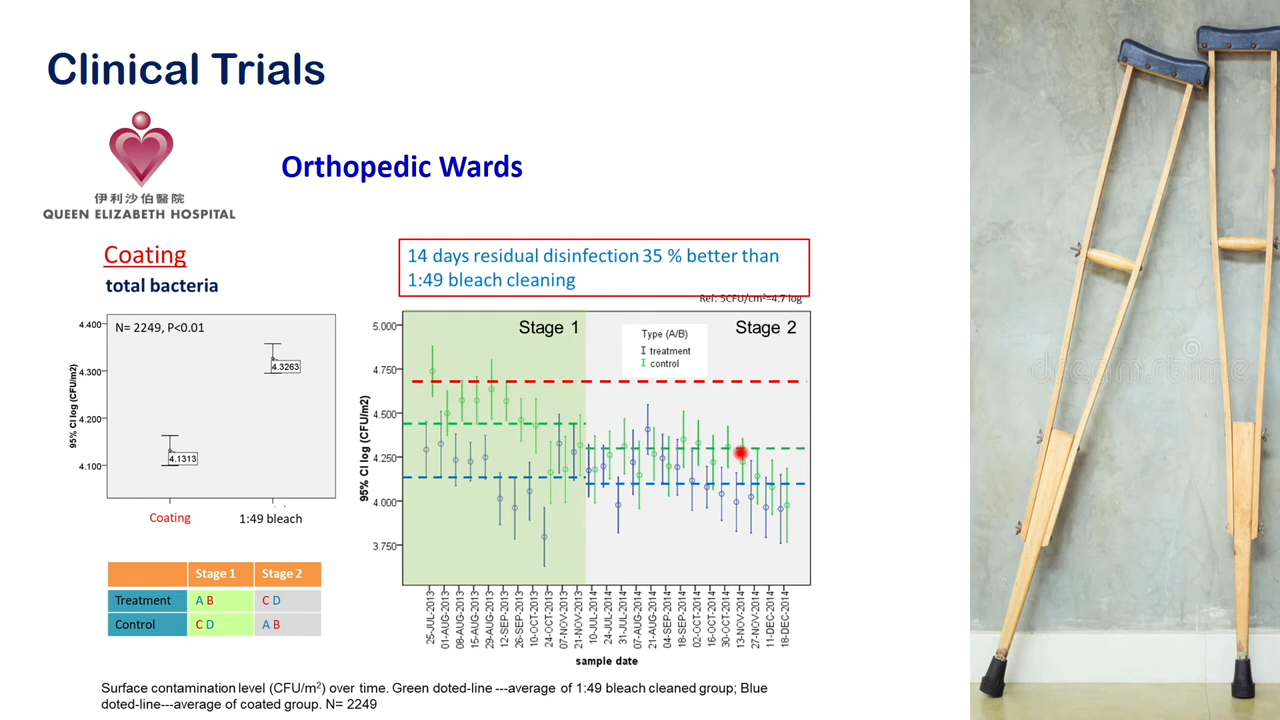 Clinical Trials
伊利沙伯醫院
QUEEN ELIZABETH HOSPITAL
Orthopedic Wards
Coating
total bacteria
14 days residual disinfection 35 % better than
1:49 bleach cleaning
Ref: 5CFU/cm²=4.7 log
N= 2249, P<0.01
95% CI log (CFU/m2)
4.400
4.300
4.200
4.100
4.3263
4.1313
Coating
1:49 bleach
Stage 1
Stage 2
Type (A/B)
treatment
control
95% CI log (CFU/m2)
5.000
4.750
4.500
4.250
4.000
3.750
25-JUL-2013
01-AUG-2013
08-AUG-2013
15-AUG-2013
29-AUG-2013
12-SEP-2013
26-SEP-2013
10-OCT-2013
24-OCT-2013
07-NOV-2013
21-NOV-2013
10-JUL-2014
24-JUL-2014
31-JUL-2014
07-AUG-2014
21-AUG-2014
04-SEP-2014
18-SEP-2014
02-OCT-2014
16-OCT-2014
30-OCT-2014
13-NOV-2014
27-NOV-2014
11-DEC-2014
18-DEC-2014
sample date
Stage 1 Stage 2
Treatment A B C D
Control C D A B
Surface contamination level (CFU/m²) over time. Green doted-line ---average of 1:49 bleach cleaned group; Blue
doted-line---average of coated group. N= 2249
dreamstime